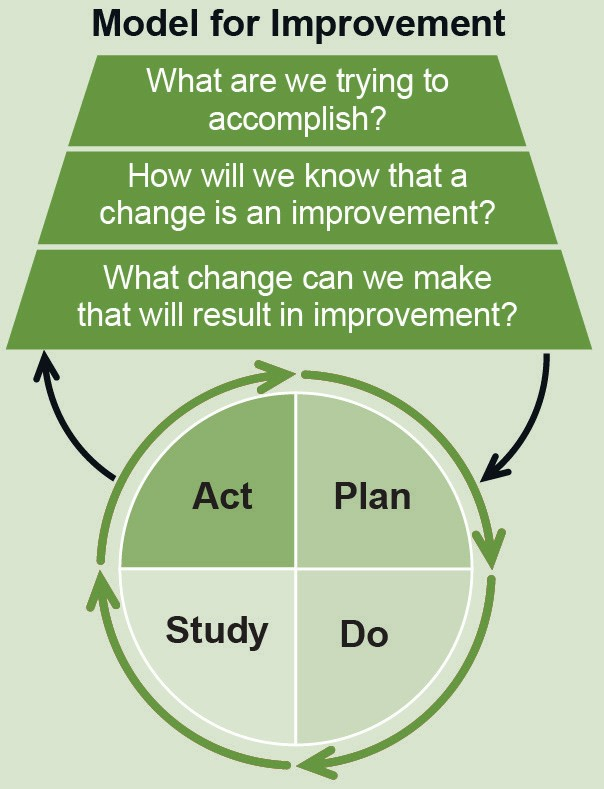 Model for Improvement
What are we trying to
accomplish?
How will we know that a
change is an improvement?
What change can we make
that will result in improvement?
Act
Plan
Study
Do